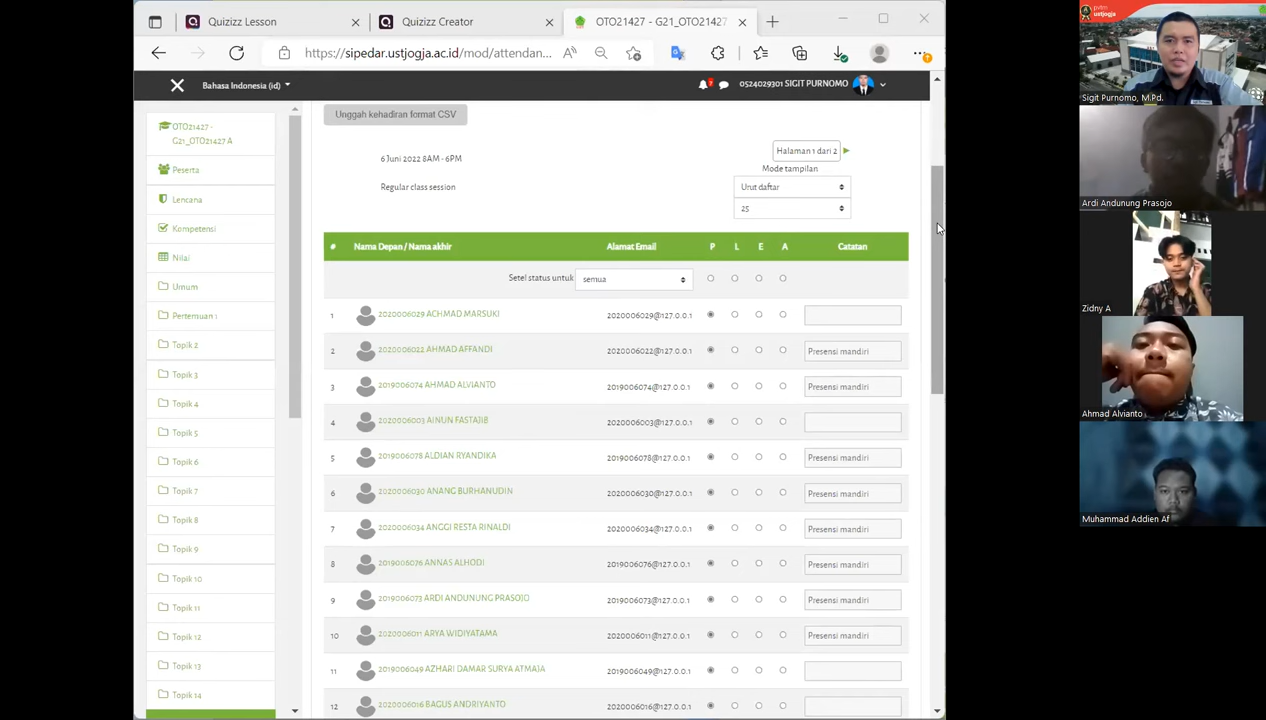 Quizizz Lesson
Quizizz Creator
OTO21427 - G21_OTO21427
https://sipedar.ustjogja.ac.id/mod/attendan...
Bahasa Indonesia (id)
0524029301 SIGIT PURNOMO
OTO21427 -
G21_OTO21427 A
Peserta
Lencana
Kompetensi
Nilai
Umum
Pertemuan 1
Topik 2
Topik 3
Topik 4
Topik 5
Topik 6
Topik 7
Topik 8
Topik 9
Topik 10
Topik 11
Topik 12
Topik 13
Topik 14
Unggah kehadiran format CSV
6 Juni 2022 8AM - 6PM
Halaman 1 dari 2
Mode tampilan
Regular class session
Urut daftar
25
# Nama Depan / Nama akhir Alamat Email P L E A Catatan
Setel status untuk semua
1 2020006029 ACHMAD MARSUKI 2020006029@127.0.0.1
2 2020006022 AHMAD AFFANDI 2020006022@127.0.0.1 Presensi mandiri
3 2019006074 AHMAD ALVIANTO 2019006074@127.0.0.1 Presensi mandiri
4 2020006003 AINUN FASTAJIB 2020006003@127.0.0.1
5 2019006078 ALDIAN RYANDIKA 2019006078@127.0.0.1 Presensi mandiri
6 2020006030 ANANG BURHANUDIN 2020006030@127.0.0.1 Presensi mandiri
7 2020006034 ANGGI RESTA RINALDI 2020006034@127.0.0.1 Presensi mandiri
8 2019006076 ANNAS ALHODI 2019006076@127.0.0.1 Presensi mandiri
9 2019006073 ARDI ANDUNUNG PRASOJO 2019006073@127.0.0.1 Presensi mandiri
10 2020006011 ARYA WIDIYATAMA 2020006011@127.0.0.1 Presensi mandiri
11 2019006049 AZHARI DAMAR SURYA ATMAJA 2019006049@127.0.0.1
12 2020006016 BAGUS ANDRIYANTO 2020006016@127.0.0.1
pvtm
ustjogja
Sigit Purnomo, M.Pd.
Ardi Andunung Prasojo
Zidny A
Ahmad Alvianto
Muhammad Addien Af